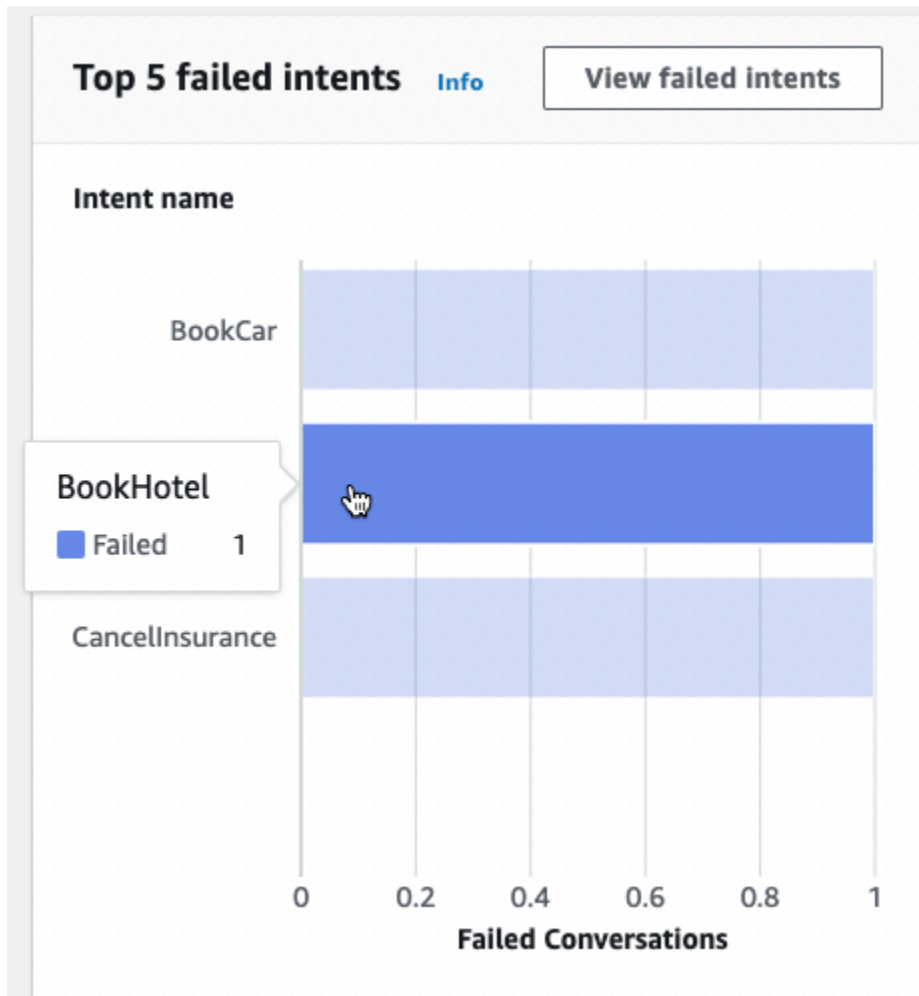 Top 5 failed intents Info View failed intents
Intent name
BookCar
BookHotel
Failed 1
CancelInsurance
0 0.2 0.4 0.6 0.8 1
Failed Conversations